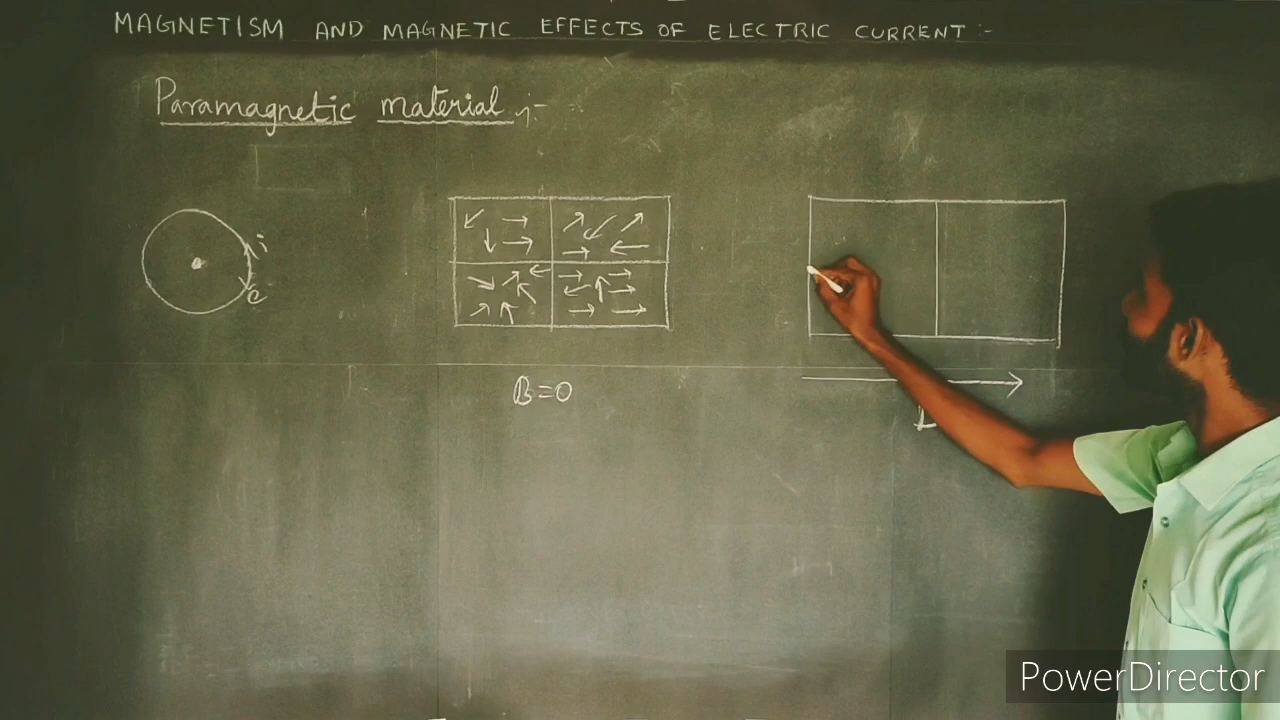 MAGNETISM AND MAGNETIC EFFECTS OF ELECTRIC CURRENT :-
Paramagnetic material :-
i
e
B=0
PowerDirector